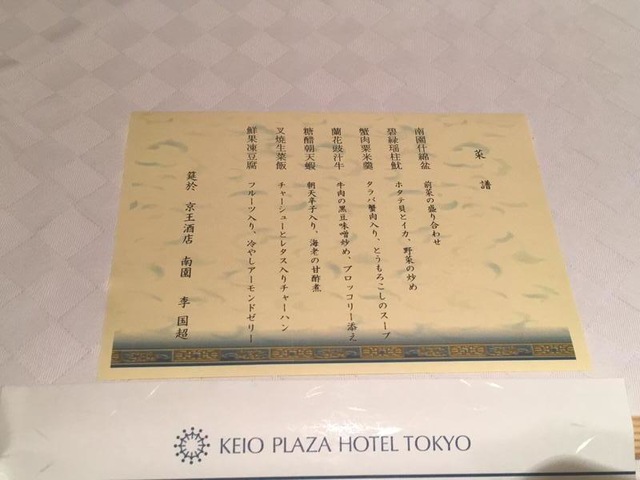 菜譜
南園什綿盆 前菜の盛り合わせ
碧緑瑶柱魷 ホタテ貝とイカ、野菜の炒め
蟹肉粟米羹 タラバ蟹肉入り、とうもろこしのスープ
蘭花豉汁牛 牛肉の黒豆味噌炒め、ブロッコリー添え
糖醋朝天蝦 朝天辛子入り、海老の甘酢煮
叉焼生菜飯 チャーシューとレタス入りチャーハン
鮮果凍豆腐 フルーツ入り、冷やしアーモンドゼリー
筵於 京王酒店 南園 李国超
KEIO PLAZA HOTEL TOKYO